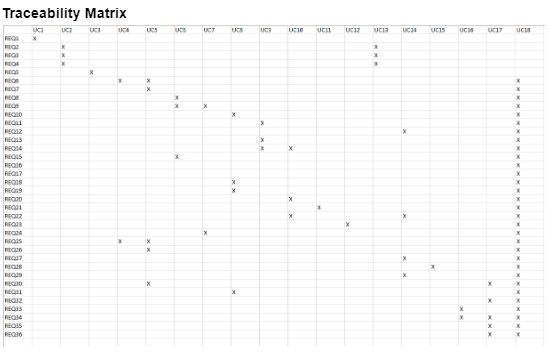 Traceability Matrix
UC1 UC2 UC3 UC4 UC5 UC6 UC7 UC8 UC9 UC10 UC11 UC12 UC13 UC14 UC15 UC16 UC17 UC18
REQ1 X
REQ2 X X
REQ3 X X
REQ4 X X
REQ5 X
REQ6 X X X
REQ7 X X
REQ8 X X
REQ9 X X X
REQ10 X X
REQ11 X X
REQ12 X X
REQ13 X X
REQ14 X X X
REQ15 X X
REQ16 X
REQ17 X
REQ18 X X
REQ19 X X
REQ20 X X
REQ21 X X
REQ22 X X X
REQ23 X X
REQ24 X X
REQ25 X X X
REQ26 X X
REQ27 X X
REQ28 X X
REQ29 X X
REQ30 X X X
REQ31 X X
REQ32 X X
REQ33 X X
REQ34 X X X
REQ35 X X
REQ36 X X